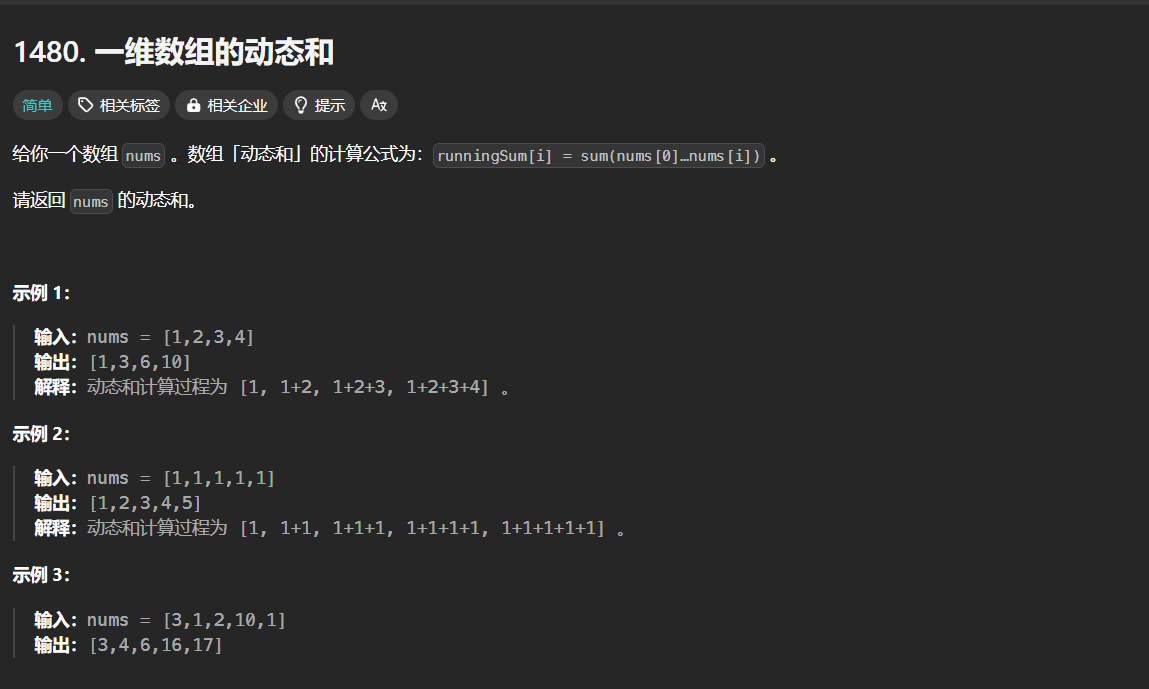 1480. 一维数组的动态和
简单 相关标签 相关企业 提示 Ax
给你一个数组 nums 。数组「动态和」的计算公式为：runningSum[i] = sum(nums[0]…nums[i]) 。
请返回 nums 的动态和。
示例 1：
输入：nums = [1,2,3,4]
输出：[1,3,6,10]
解释：动态和计算过程为 [1, 1+2, 1+2+3, 1+2+3+4] 。
示例 2：
输入：nums = [1,1,1,1,1]
输出：[1,2,3,4,5]
解释：动态和计算过程为 [1, 1+1, 1+1+1, 1+1+1+1, 1+1+1+1+1] 。
示例 3：
输入：nums = [3,1,2,10,1]
输出：[3,4,6,16,17]